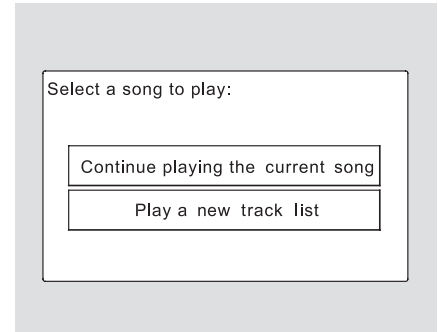 Select a song to play:
Continue playing the current song
Play a new track list